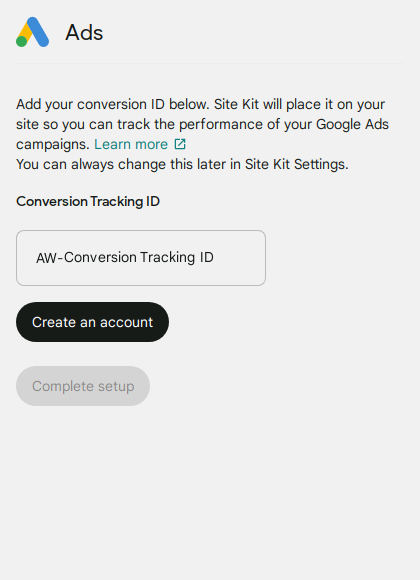 Ads
Add your conversion ID below. Site Kit will place it on your
site so you can track the performance of your Google Ads
campaigns. Learn more
You can always change this later in Site Kit Settings.
Conversion Tracking ID
AW-Conversion Tracking ID
Create an account
Complete setup